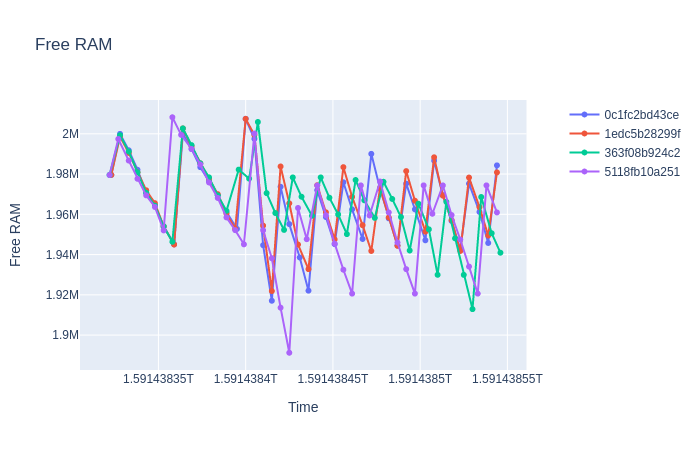 Free RAM
0c1fc2bd43ce
1edc5b28299f
363f08b924c2
5118fb10a251
2M
1.98M
1.96M
1.94M
1.92M
1.9M
Free RAM
1.59143835T
1.5914384T
1.59143845T
1.5914385T
1.59143855T
Time